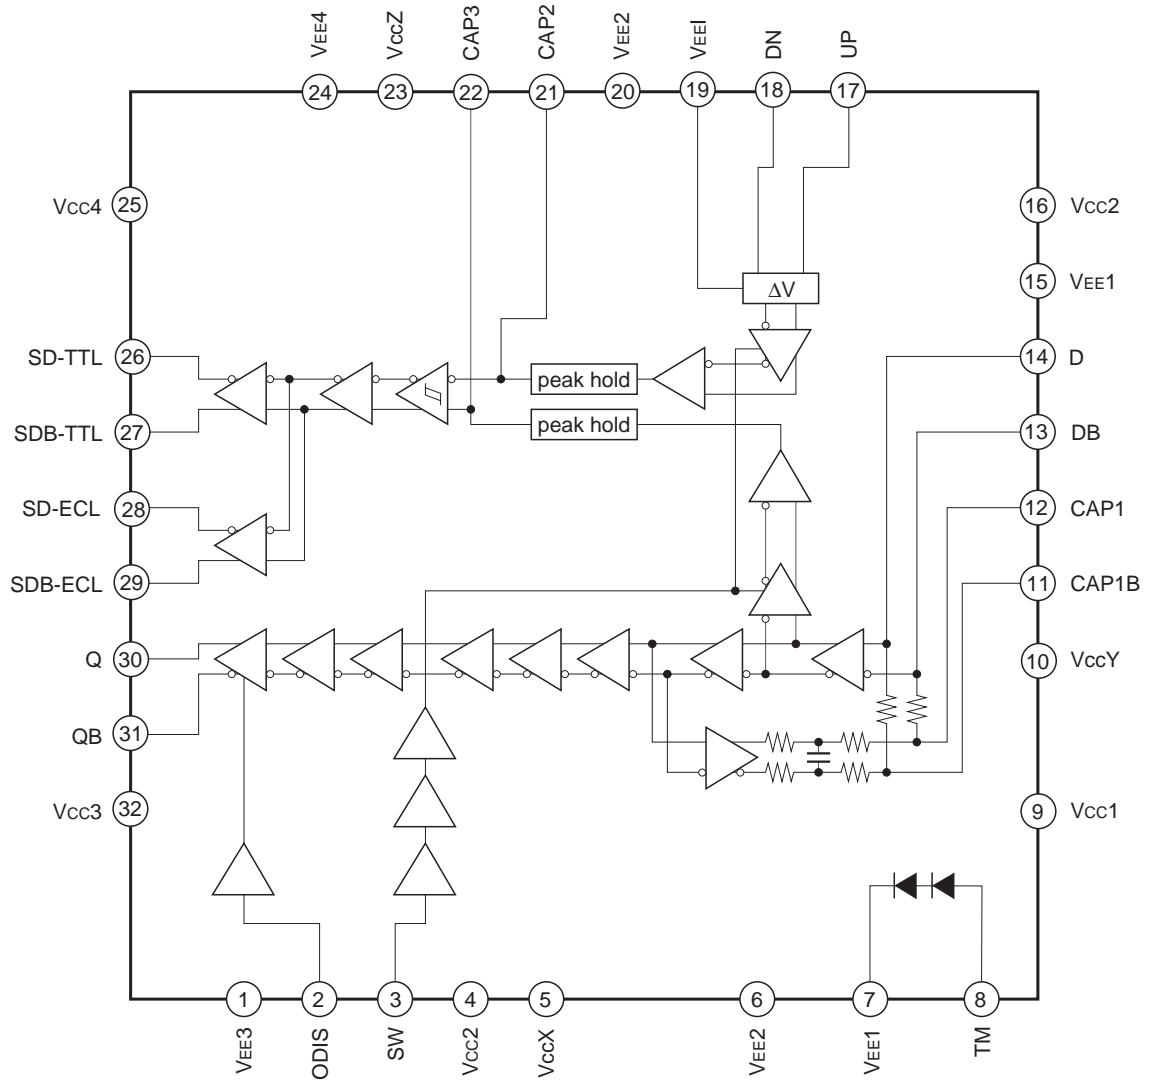 VEE4
VccZ
CAP3
CAP2
VEE2
VEEI
DN
UP
24
23
22
21
20
19
18
17
VCC4
25
16
VCC2
15
VEE1
ΔV
SD-TTL
26
peak hold
14
D
SDB-TTL
27
peak hold
13
DB
SD-ECL
28
12
CAP1
SDB-ECL
29
11
CAP1B
Q
30
10
VccY
QB
31
VCC3
32
9
VCC1
1
2
3
4
5
6
7
8
VEE3
ODIS
SW
VCC2
VccX
VEE2
VEE1
TM